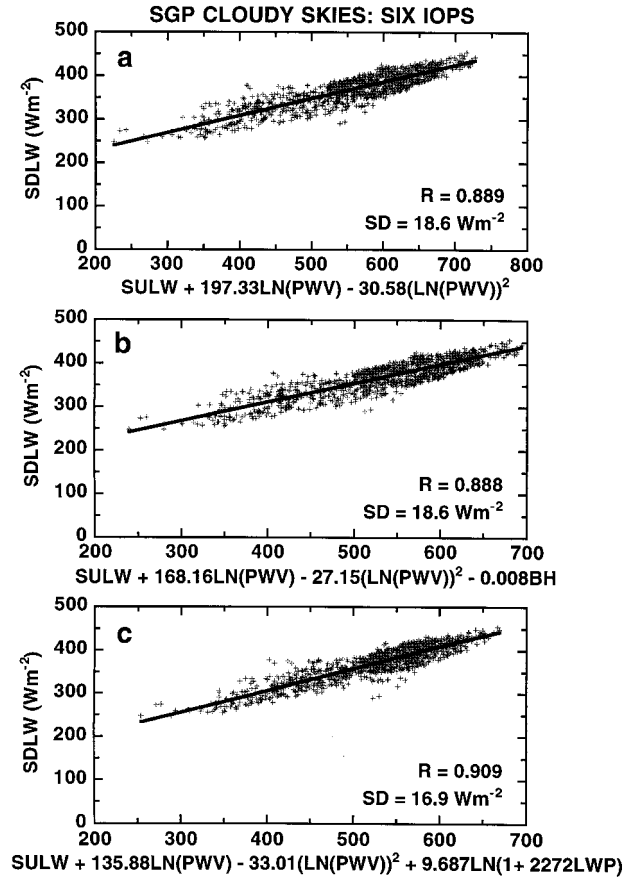 SGP CLOUDY SKIES: SIX IOPS
a
500
400
300
200
100
0
SDLW (Wm⁻²)
R = 0.889
SD = 18.6 Wm⁻²
200 300 400 500 600 700 800
SULW + 197.33LN(PWV) - 30.58(LN(PWV))²
b
500
400
300
200
100
0
SDLW (Wm⁻²)
R = 0.888
SD = 18.6 Wm⁻²
200 300 400 500 600 700
SULW + 168.16LN(PWV) - 27.15(LN(PWV))² - 0.008BH
c
500
400
300
200
100
0
SDLW (Wm⁻²)
R = 0.909
SD = 16.9 Wm⁻²
200 300 400 500 600 700
SULW + 135.88LN(PWV) - 33.01(LN(PWV))² + 9.687LN(1+ 2272LWP)